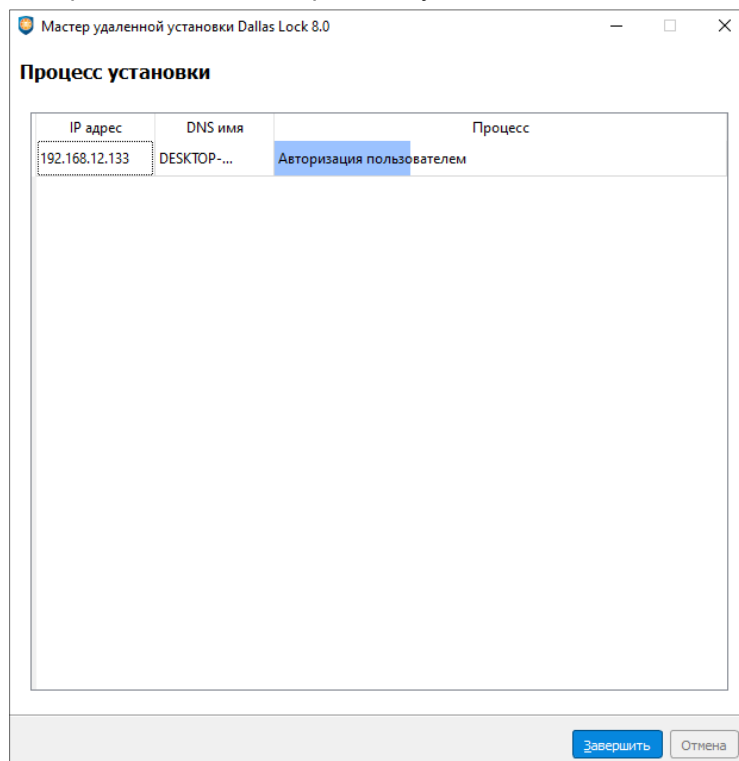 Мастер удаленной установки Dallas Lock 8.0
Процесс установки
IP адрес DNS имя Процесс
192.168.12.133 DESKTOP-... Авторизация пользователем
Завершить Отмена